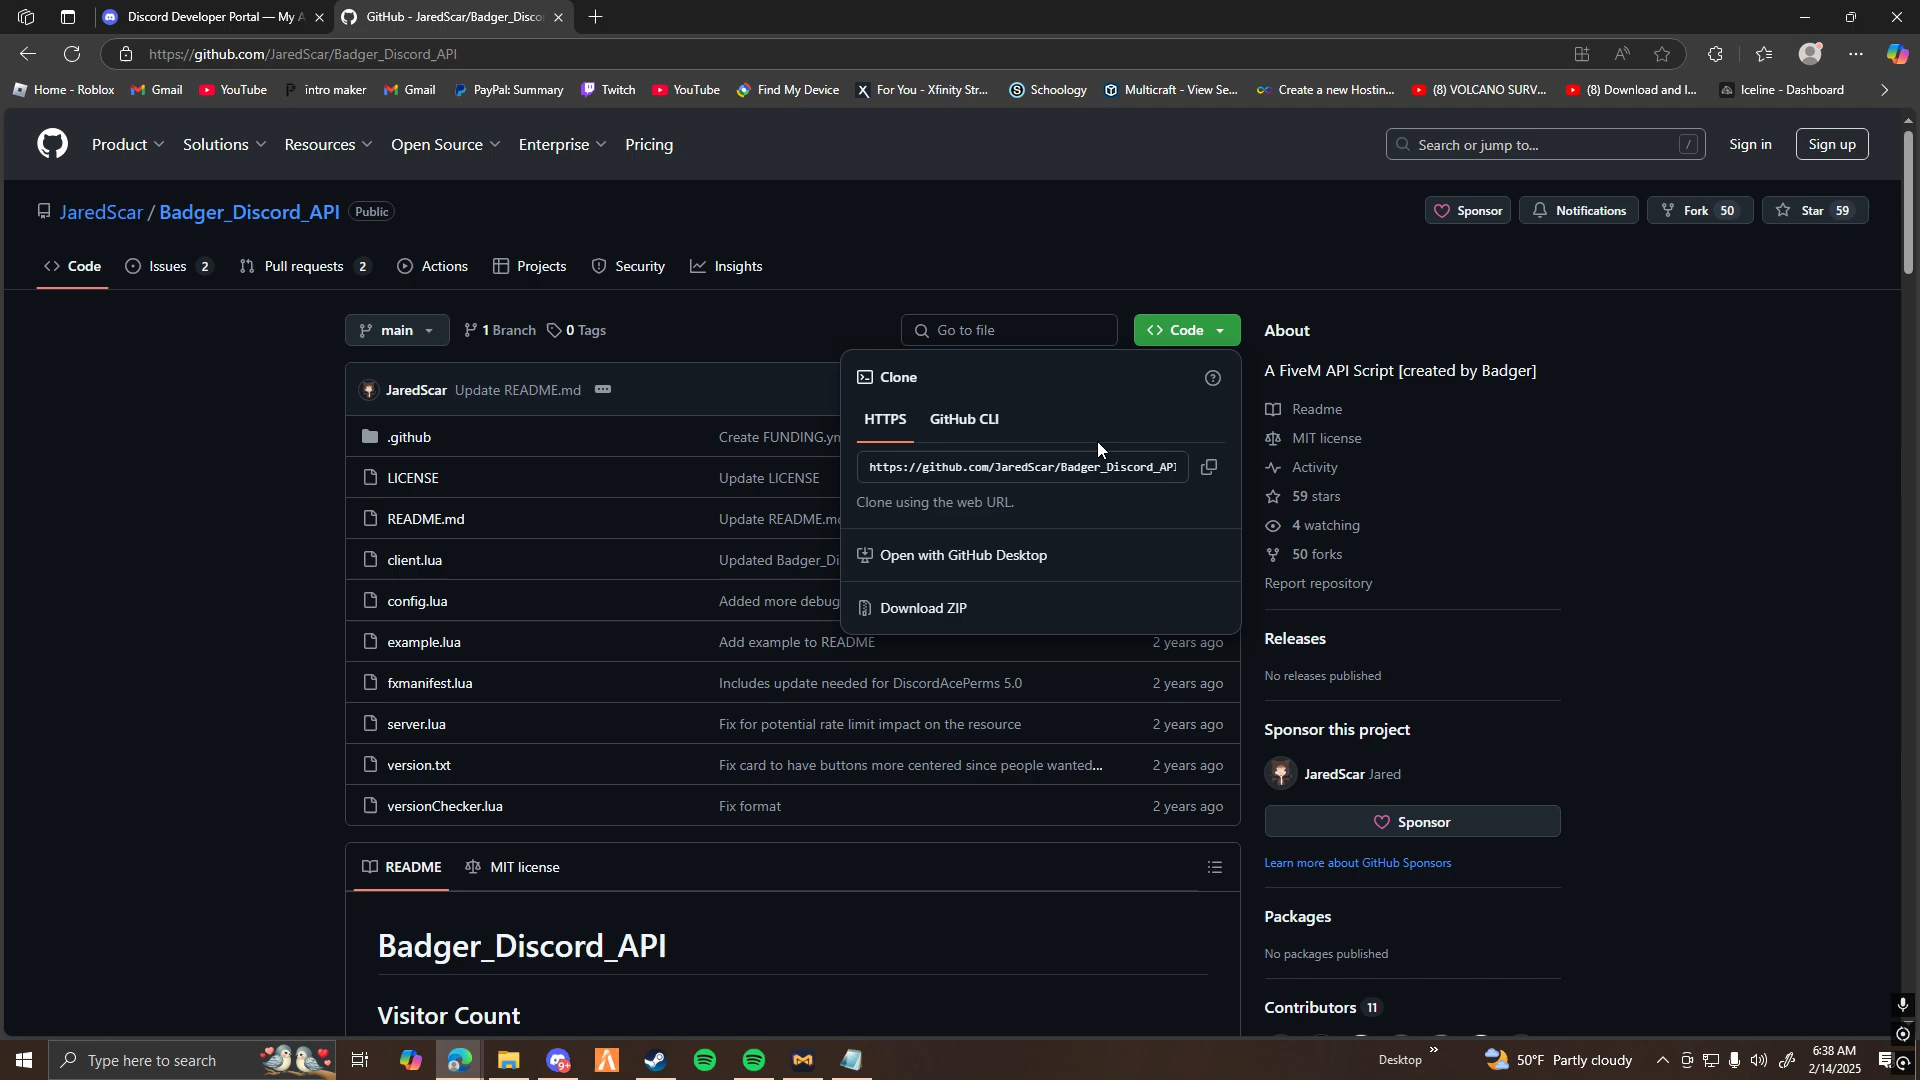 Discord Developer Portal — My A
GitHub - JaredScar/Badger_Disco
https://github.com/JaredScar/Badger_Discord_API
Home - Roblox
Gmail
YouTube
intro maker
Gmail
PayPal: Summary
Twitch
YouTube
Find My Device
For You - Xfinity Str...
Schoology
Multicraft - View Se...
Create a new Hostin...
(8) VOLCANO SURV...
(8) Download and I...
Iceline - Dashboard
Product
Solutions
Resources
Open Source
Enterprise
Pricing
Search or jump to...
/
Sign in
Sign up
JaredScar / Badger_Discord_API
Public
Sponsor
Notifications
Fork 50
Star 59
Code
Issues 2
Pull requests 2
Actions
Projects
Security
Insights
main
1 Branch
0 Tags
Go to file
Code
JaredScar Update README.md
.github
Create FUNDING.yn
LICENSE
Update LICENSE
README.md
Update README.m
client.lua
Updated Badger_Di
config.lua
Added more debug
example.lua
Add example to README
2 years ago
fxmanifest.lua
Includes update needed for DiscordAcePerms 5.0
2 years ago
server.lua
Fix for potential rate limit impact on the resource
2 years ago
version.txt
Fix card to have buttons more centered since people wanted...
2 years ago
versionChecker.lua
Fix format
2 years ago
Clone
HTTPS
GitHub CLI
https://github.com/JaredScar/Badger_Discord_API
Clone using the web URL.
Open with GitHub Desktop
Download ZIP
README
MIT license
Badger_Discord_API
Visitor Count
About
A FiveM API Script [created by Badger]
Readme
MIT license
Activity
59 stars
4 watching
50 forks
Report repository
Releases
No releases published
Sponsor this project
JaredScar Jared
Sponsor
Learn more about GitHub Sponsors
Packages
No packages published
Contributors 11
Type here to search
9+
Desktop
50°F Partly cloudy
6:38 AM
2/14/2025